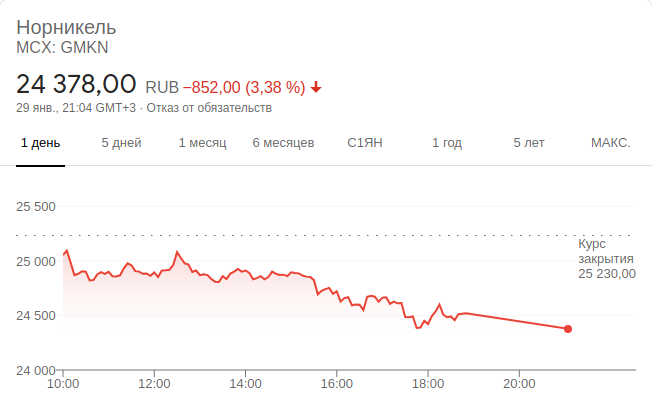 Норникель
MCX: GMKN
24 378,00 RUB −852,00 (3,38 %) ↓
29 янв., 21:04 GMT+3 · Отказ от обязательств
1 день 5 дней 1 месяц 6 месяцев С1ЯН 1 год 5 лет МАКС.
25 500
Курс
закрытия
25 230,00
25 000
24 500
24 000
10:00 12:00 14:00 16:00 18:00 20:00